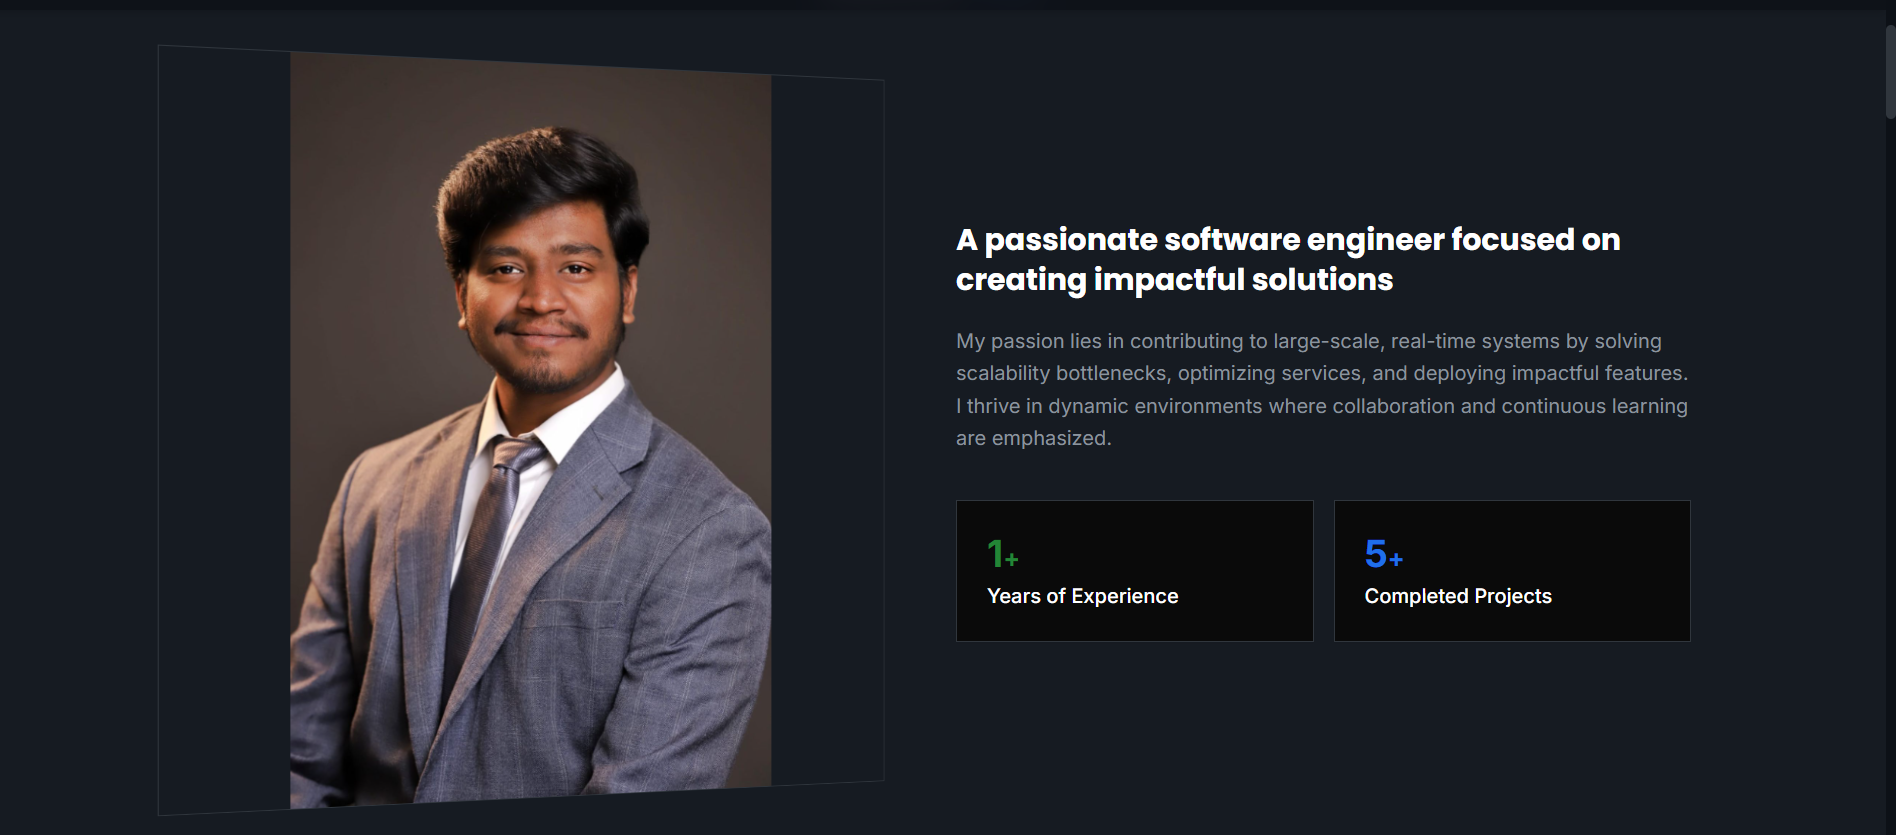 A passionate software engineer focused on
creating impactful solutions
My passion lies in contributing to large-scale, real-time systems by solving
scalability bottlenecks, optimizing services, and deploying impactful features.
I thrive in dynamic environments where collaboration and continuous learning
are emphasized.
1+
Years of Experience
5+
Completed Projects